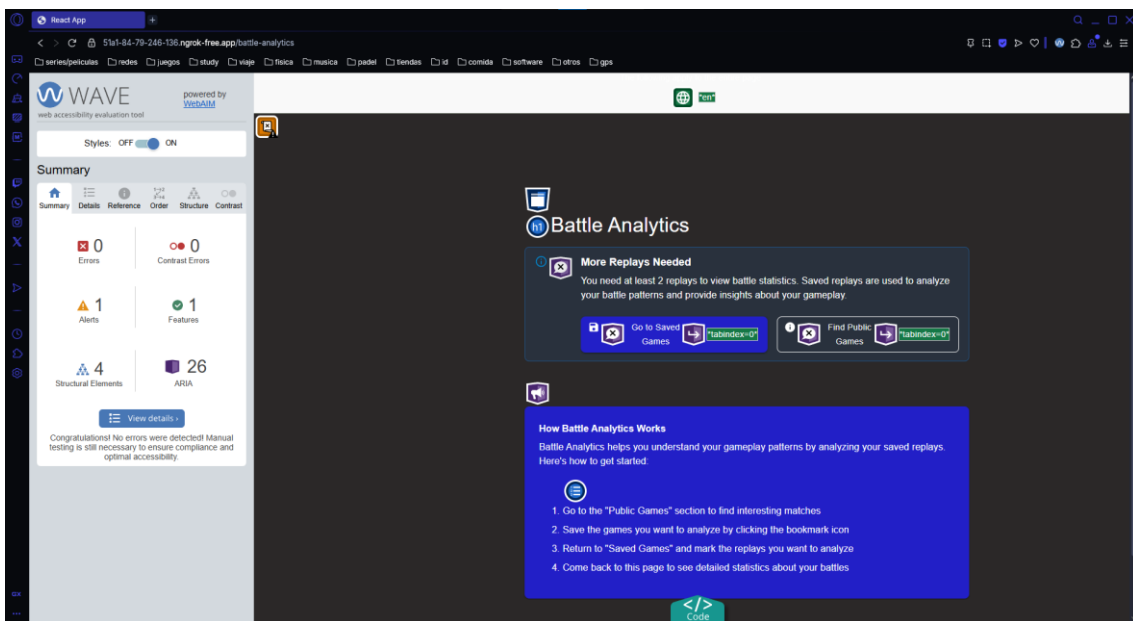 React App
51a1-84-79-246-136.ngrok-free.app/battle-analytics
series/peliculas redes juegos study viaje fisica musica padel tiendas id comida software otros gps
WAVE
powered by
WebAIM
web accessibility evaluation tool
Styles: OFF ON
Summary
Summary Details Reference Order Structure Contrast
0
Errors
0
Contrast Errors
1
Alerts
1
Features
4
Structural Elements
26
ARIA
View details ›
Congratulations! No errors were detected! Manual
testing is still necessary to ensure compliance and
optimal accessibility.
*en*
h1 Battle Analytics
More Replays Needed
You need at least 2 replays to view battle statistics. Saved replays are used to analyze
your battle patterns and provide insights about your gameplay.
Go to Saved
Games
*tabindex=0*
Find Public
Games
*tabindex=0*
How Battle Analytics Works
Battle Analytics helps you understand your gameplay patterns by analyzing your saved replays.
Here's how to get started:
1. Go to the "Public Games" section to find interesting matches
2. Save the games you want to analyze by clicking the bookmark icon
3. Return to "Saved Games" and mark the replays you want to analyze
4. Come back to this page to see detailed statistics about your battles
</>
Code
GX